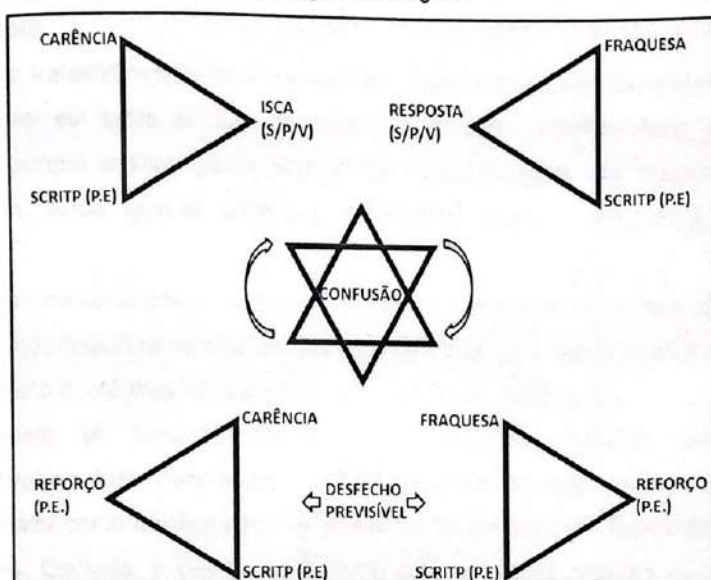 CARÊNCIA
FRAQUESA
ISCA
(S/P/V)
RESPOSTA
(S/P/V)
SCRITP (P.E)
SCRITP (P.E)
CONFUSÃO
CARÊNCIA
FRAQUESA
REFORÇO
(P.E.)
DESFECHO
PREVISÍVEL
REFORÇO
(P.E.)
SCRITP (P.E)
SCRITP (P.E)